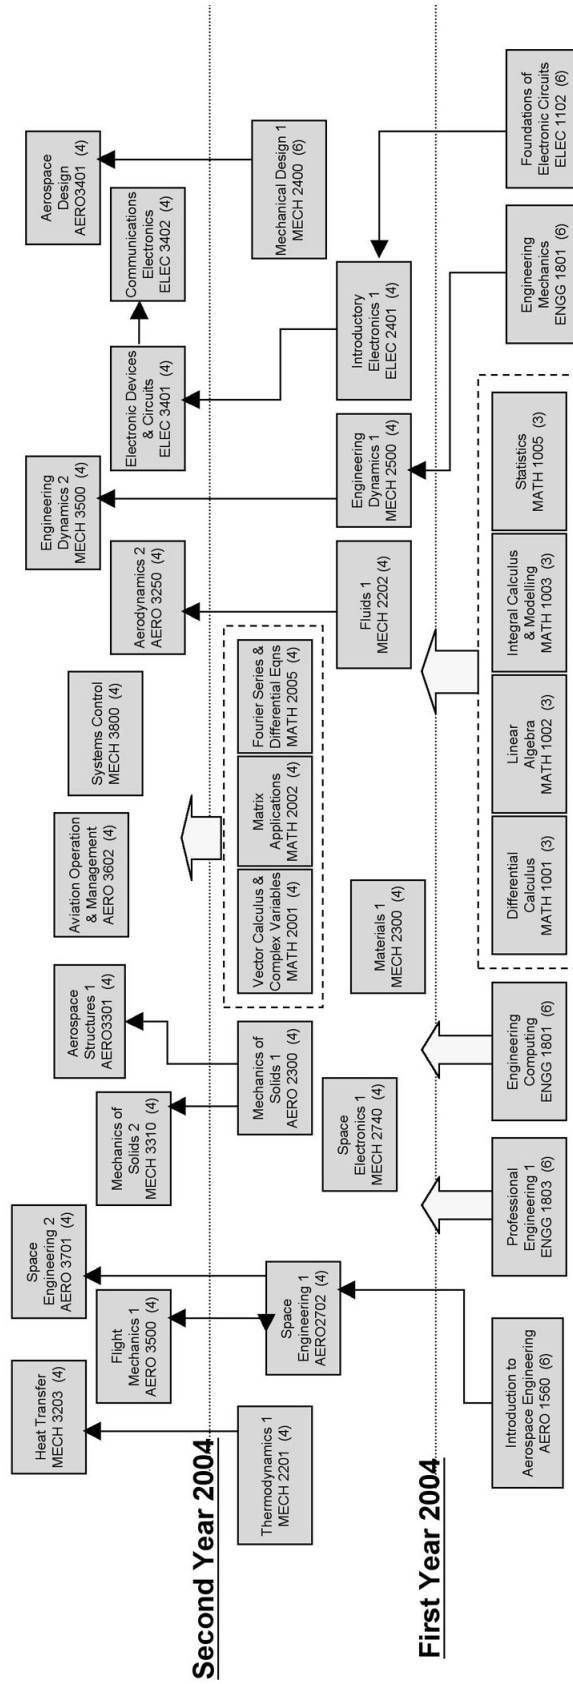 Heat Transfer
MECH 3203 (4)
Space
Engineering 2
AERO 3701 (4)
Flight
Mechanics 1
AERO 3500 (4)
Mechanics of
Solids 2
MECH 3310 (4)
Aerospace
Structures 1
AERO3301 (4)
Aviation Operation
& Management
AERO 3602 (4)
Systems Control
MECH 3800 (4)
Aerodynamics 2
AERO 3250 (4)
Engineering
Dynamics 2
MECH 3500 (4)
Electronic Devices
& Circuits
ELEC 3401 (4)
Communications
Electronics
ELEC 3402 (4)
Aerospace
Design
AERO3401 (4)
Second Year 2004
Thermodynamics 1
MECH 2201 (4)
Space
Engineering 1
AERO2702 (4)
Mechanics of
Solids 1
AERO 2300 (4)
Space
Electronics 1
MECH 2740 (4)
Vector Calculus &
Complex Variables
MATH 2001 (4)
Matrix
Applications
MATH 2002 (4)
Fourier Series &
Differential Eqns
MATH 2005 (4)
Materials 1
MECH 2300 (4)
Fluids 1
MECH 2202 (4)
Engineering
Dynamics 1
MECH 2500 (4)
Introductory
Electronics 1
ELEC 2401 (4)
Mechanical Design 1
MECH 2400 (6)
First Year 2004
Introduction to
Aerospace Engineering
AERO 1560 (6)
Professional
Engineering 1
ENGG 1803 (6)
Engineering
Computing
ENGG 1801 (6)
Differential
Calculus
MATH 1001 (3)
Linear
Algebra
MATH 1002 (3)
Integral Calculus
& Modelling
MATH 1003 (3)
Statistics
MATH 1005 (3)
Engineering
Mechanics
ENGG 1801 (6)
Foundations of
Electronic Circuits
ELEC 1102 (6)